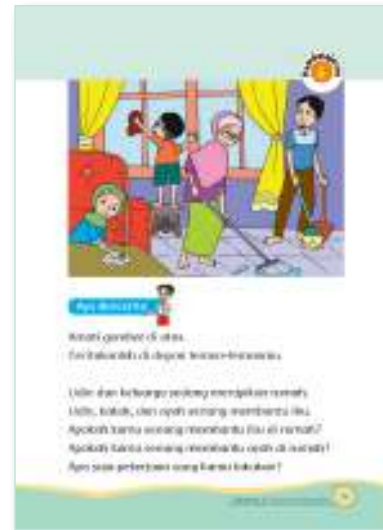 Ayo Bercerita
Amati gambar di atas.
Ceritakanlah di depan teman-temanmu.
Udin dan keluarga sedang merapikan rumah.
Udin, kakak, dan ayah senang membantu ibu.
Apakah kamu senang membantu ibu di rumah?
Apakah kamu senang membantu ayah di rumah?
Apa saja pekerjaan yang kamu lakukan?